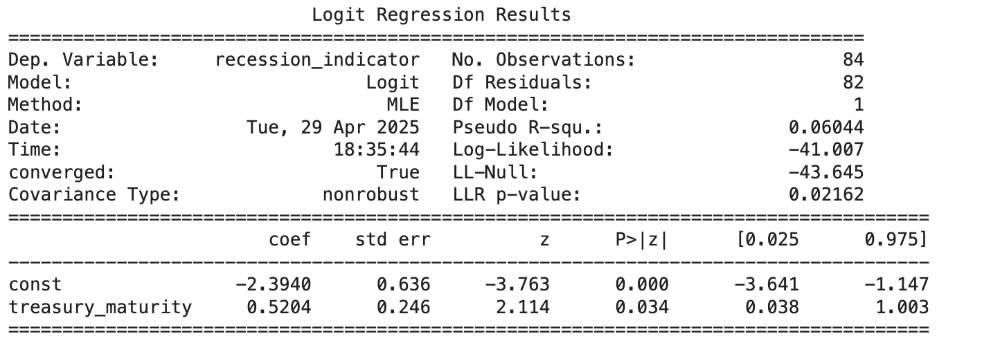 Logit Regression Results
==============================================================================
Dep. Variable: recession_indicator No. Observations: 84
Model: Logit Df Residuals: 82
Method: MLE Df Model: 1
Date: Tue, 29 Apr 2025 Pseudo R-squ.: 0.06044
Time: 18:35:44 Log-Likelihood: -41.007
converged: True LL-Null: -43.645
Covariance Type: nonrobust LLR p-value: 0.02162
=====================================================================================
coef std err z P>|z| [0.025 0.975]
-------------------------------------------------------------------------------------
const -2.3940 0.636 -3.763 0.000 -3.641 -1.147
treasury_maturity 0.5204 0.246 2.114 0.034 0.038 1.003
=====================================================================================